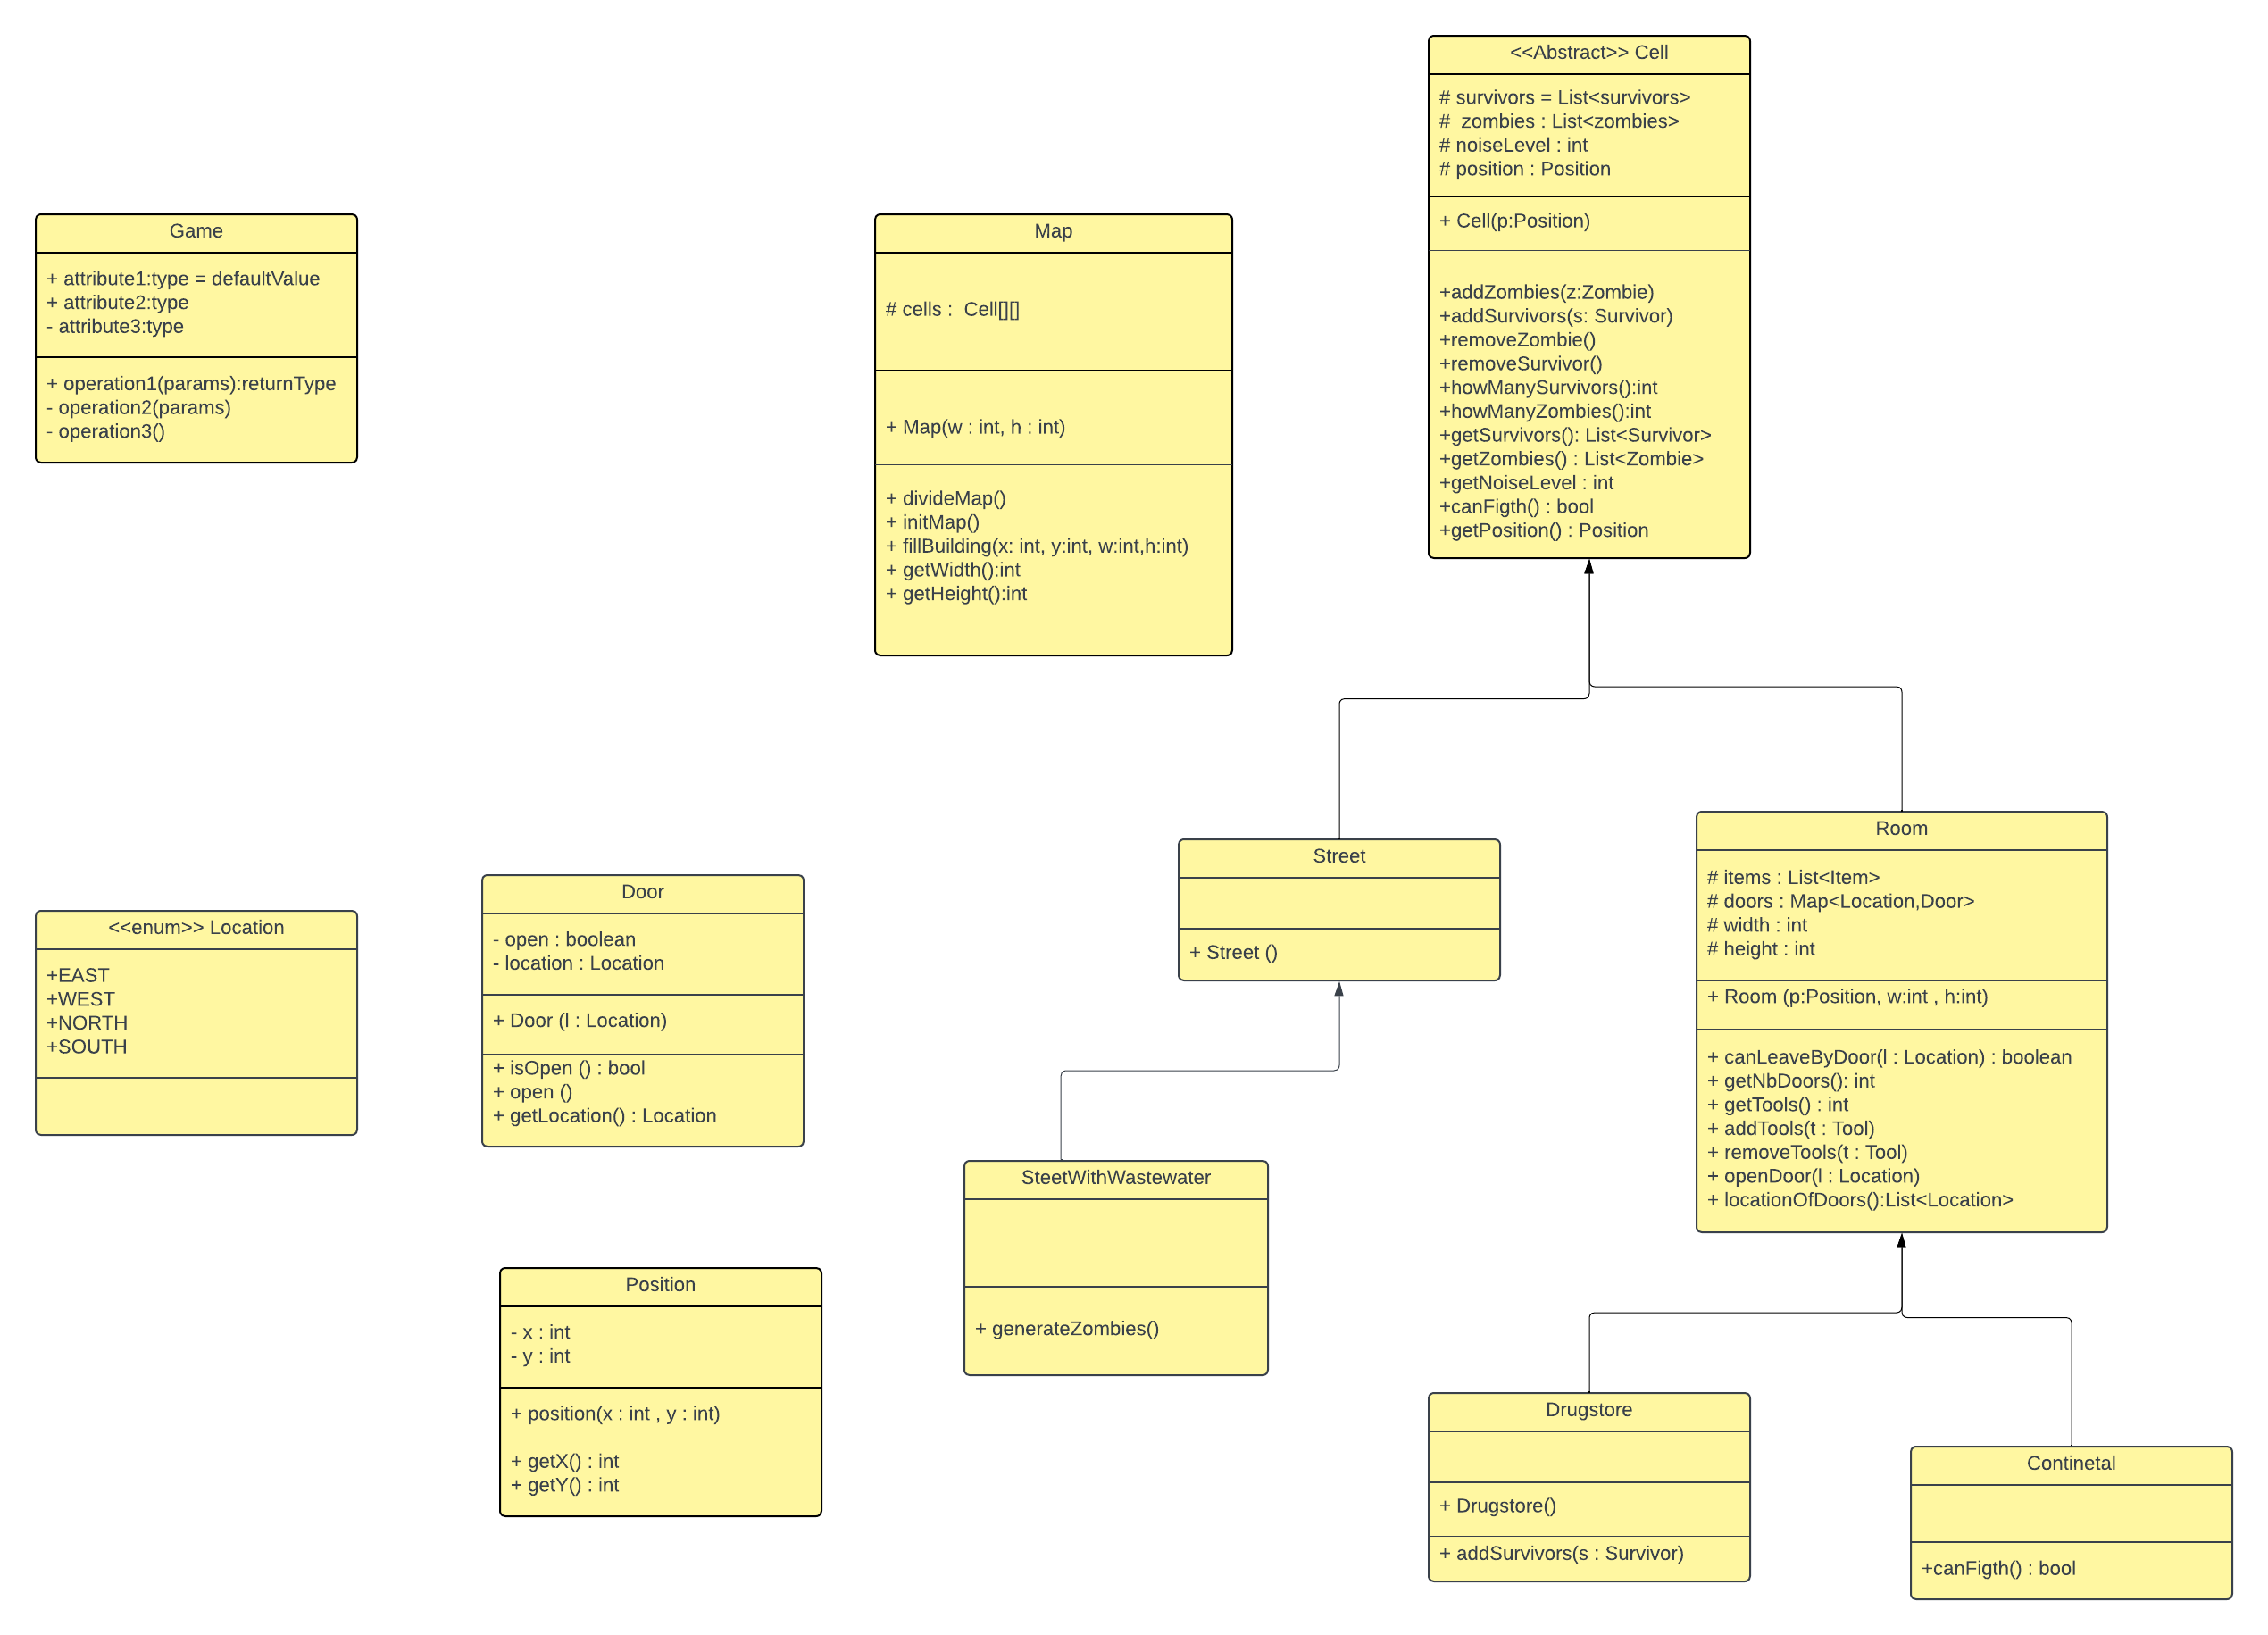 <<Abstract>> Cell
# survivors = List<survivors>
#  zombies : List<zombies>
# noiseLevel : int
# position : Position
+ Cell(p:Position)
+addZombies(z:Zombie)
+addSurvivors(s: Survivor)
+removeZombie()
+removeSurvivor()
+howManySurvivors():int
+howManyZombies():int
+getSurvivors(): List<Survivor>
+getZombies() : List<Zombie>
+getNoiseLevel : int
+canFigth() : bool
+getPosition() : Position
Game
+ attribute1:type = defaultValue
+ attribute2:type
- attribute3:type
+ operation1(params):returnType
- operation2(params)
- operation3()
Map
# cells :  Cell[][]
+ Map(w : int, h : int)
+ divideMap()
+ initMap()
+ fillBuilding(x: int, y:int, w:int,h:int)
+ getWidth():int
+ getHeight():int
Street
+ Street ()
Room
# items : List<Item>
# doors : Map<Location,Door>
# width : int
# height : int
+ Room (p:Position, w:int , h:int)
+ canLeaveByDoor(l : Location) : boolean
+ getNbDoors(): int
+ getTools() : int
+ addTools(t : Tool)
+ removeTools(t : Tool)
+ openDoor(l : Location)
+ locationOfDoors():List<Location>
<<enum>> Location
+EAST
+WEST
+NORTH
+SOUTH
Door
- open : boolean
- location : Location
+ Door (l : Location)
+ isOpen () : bool
+ open ()
+ getLocation() : Location
SteetWithWastewater
+ generateZombies()
Position
- x : int
- y : int
+ position(x : int , y : int)
+ getX() : int
+ getY() : int
Drugstore
+ Drugstore()
+ addSurvivors(s : Survivor)
Continetal
+canFigth() : bool